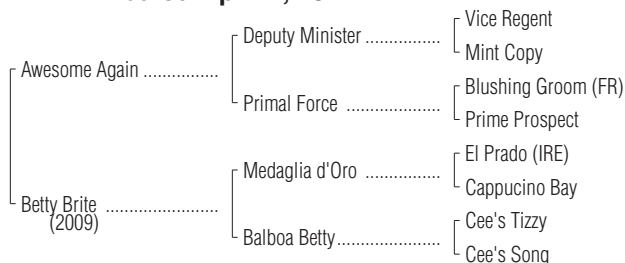 Vice Regent
Deputy Minister ................
Mint Copy
Awesome Again ...............
Blushing Groom (FR)
Primal Force ...................
Prime Prospect
El Prado (IRE)
Medaglia d'Oro ...............
Cappucino Bay
Betty Brite ......................
(2009)
Cee's Tizzy
Balboa Betty.....................
Cee's Song